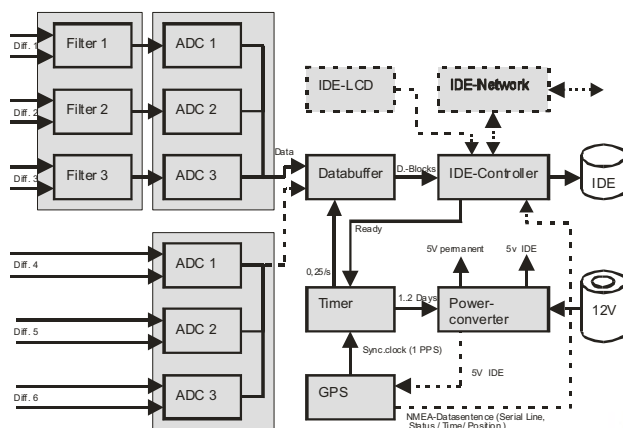 Diff. 1
Filter 1
ADC 1
Diff. 2
Filter 2
ADC 2
Diff. 3
Filter 3
ADC 3
IDE-LCD
IDE-Network
Data
Databuffer
D.-Blocks
IDE-Controller
IDE
Ready
Diff. 4
ADC 1
0,25/s
5V permanent
5v IDE
Diff. 5
ADC 2
Timer
1..2 Days
Power-
converter
12V
Sync.clock (1 PPS)
5V IDE
Diff. 6
ADC 3
GPS
NMEA-Datasentence (Serial Line,
Status / Time/ Position )